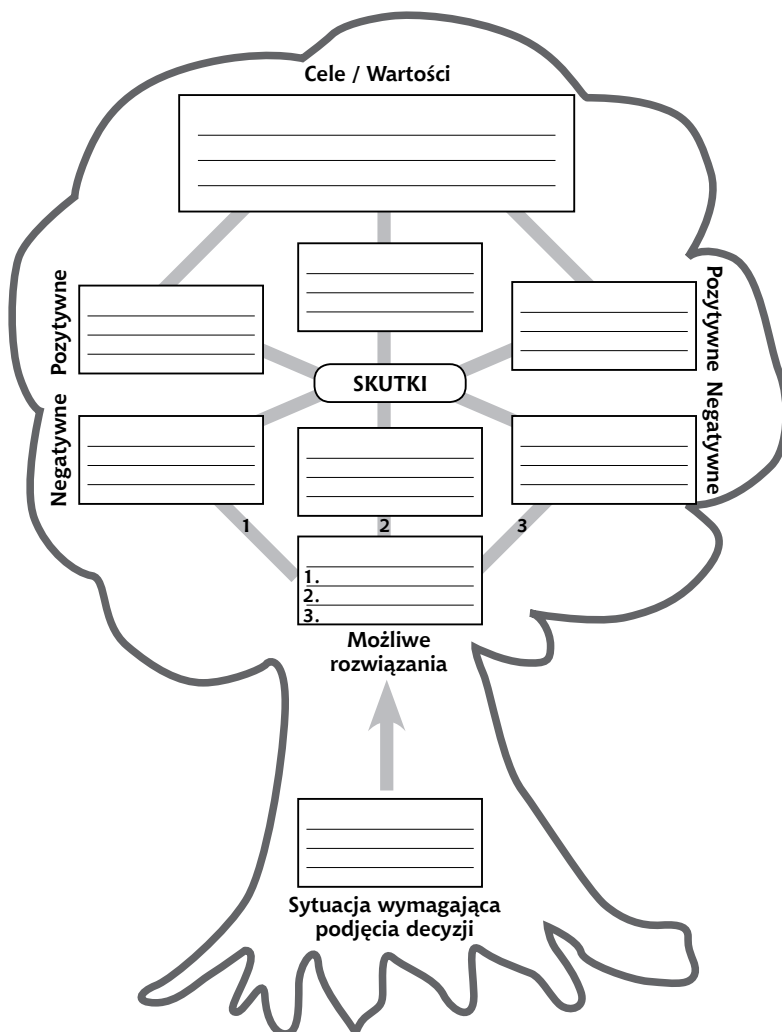 Cele / Wartości
Pozytywne
Pozytywne
SKUTKI
Negatywne
Negatywne
1
2
3
1.
2.
3.
Możliwe
rozwiązania
Sytuacja wymagająca
podjęcia decyzji